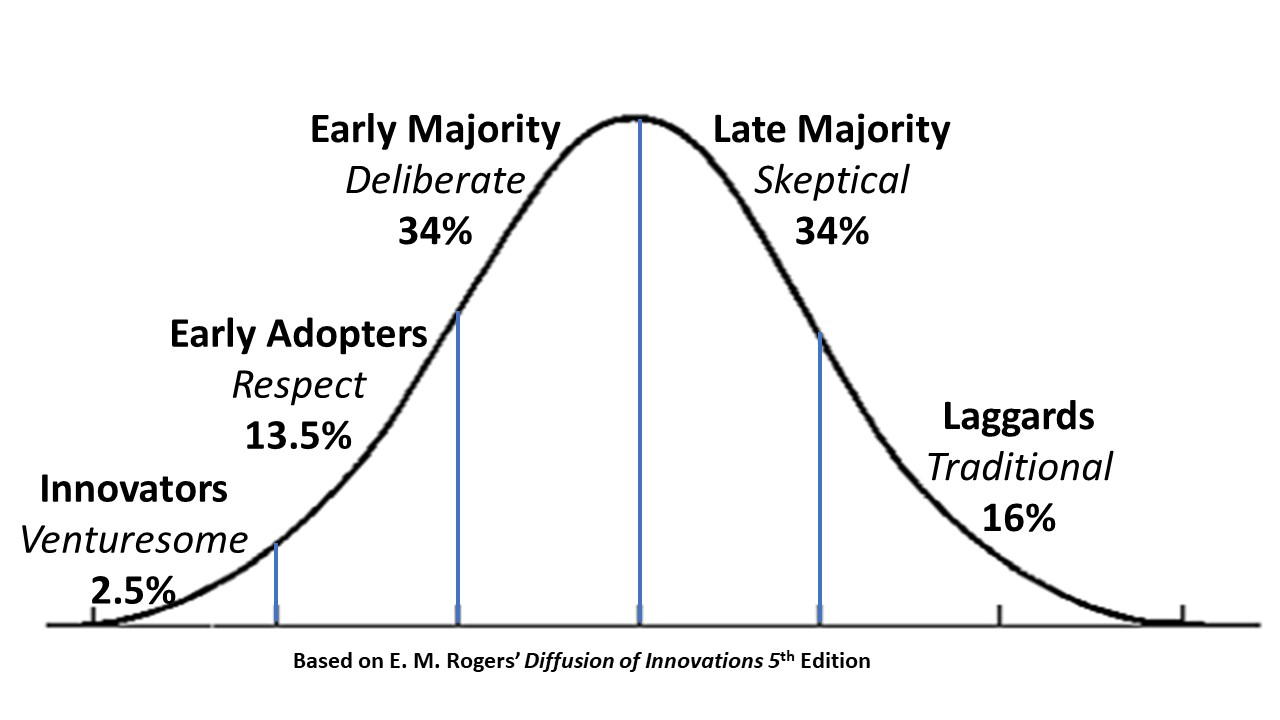 Early Majority
Deliberate
34%
Late Majority
Skeptical
34%
Early Adopters
Respect
13.5%
Laggards
Traditional
16%
Innovators
Venturesome
2.5%
Based on E. M. Rogers’ Diffusion of Innovations 5th Edition